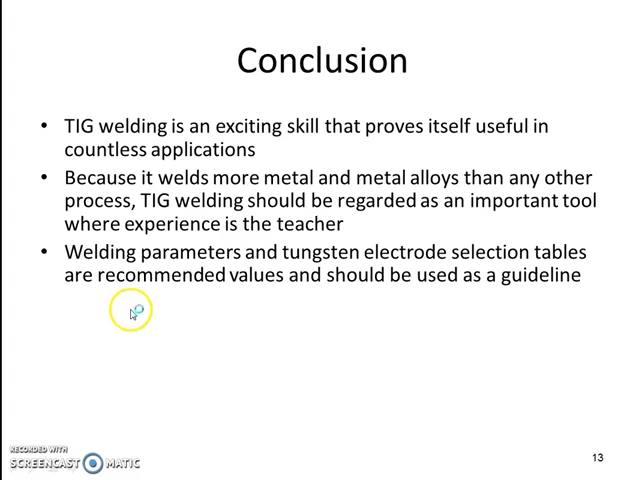 Conclusion
• TIG welding is an exciting skill that proves itself useful in
countless applications
• Because it welds more metal and metal alloys than any other
process, TIG welding should be regarded as an important tool
where experience is the teacher
• Welding parameters and tungsten electrode selection tables
are recommended values and should be used as a guideline
RECORDED WITH
SCREENCAST MATIC
13